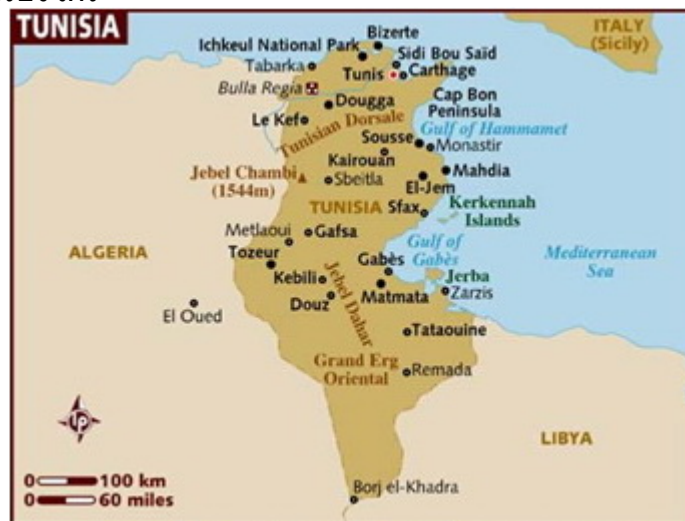 TUNISIA
ITALY
(Sicily)
Bizerte
Ichkeul National Park
Sidi Bou Saïd
Tabarka
Tunis
Carthage
Bulla Regia
Cap Bon
Peninsula
Dougga
Le Kef
Tunisian Dorsale
Gulf of Hammamet
Sousse
Monastir
Kairouan
Jebel Chambi
(1544m)
Sbeitla
Mahdia
El-Jem
TUNISIA
Sfax
Kerkennah
Islands
Metlaoui
Gafsa
ALGERIA
Tozeur
Gulf of
Gabès
Mediterranean
Sea
Gabès
Kebili
Jerba
Jebel Dahar
Douz
Matmata
Zarzis
El Oued
Tataouine
Grand Erg
Oriental
Remada
lp
LIBYA
0 100 km
0 60 miles
Borj el-Khadra